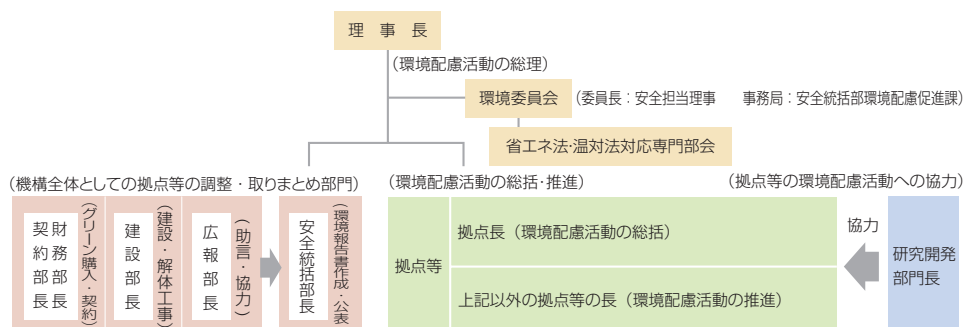 理事長
(環境配慮活動の総理)
環境委員会
(委員長：安全担当理事　事務局：安全統括部環境配慮促進課)
省エネ法・温対法対応専門部会
(機構全体としての拠点等の調整・取りまとめ部門)
(環境配慮活動の総括・推進)
(拠点等の環境配慮活動への協力)
財務部長
契約部長
(グリーン購入・契約)
建設部長
(建設・解体工事)
広報部長
(助言・協力)
安全統括部長
(環境報告書作成・公表)
拠点等
拠点長（環境配慮活動の総括）
上記以外の拠点等の長（環境配慮活動の推進）
協力
研究開発
部門長